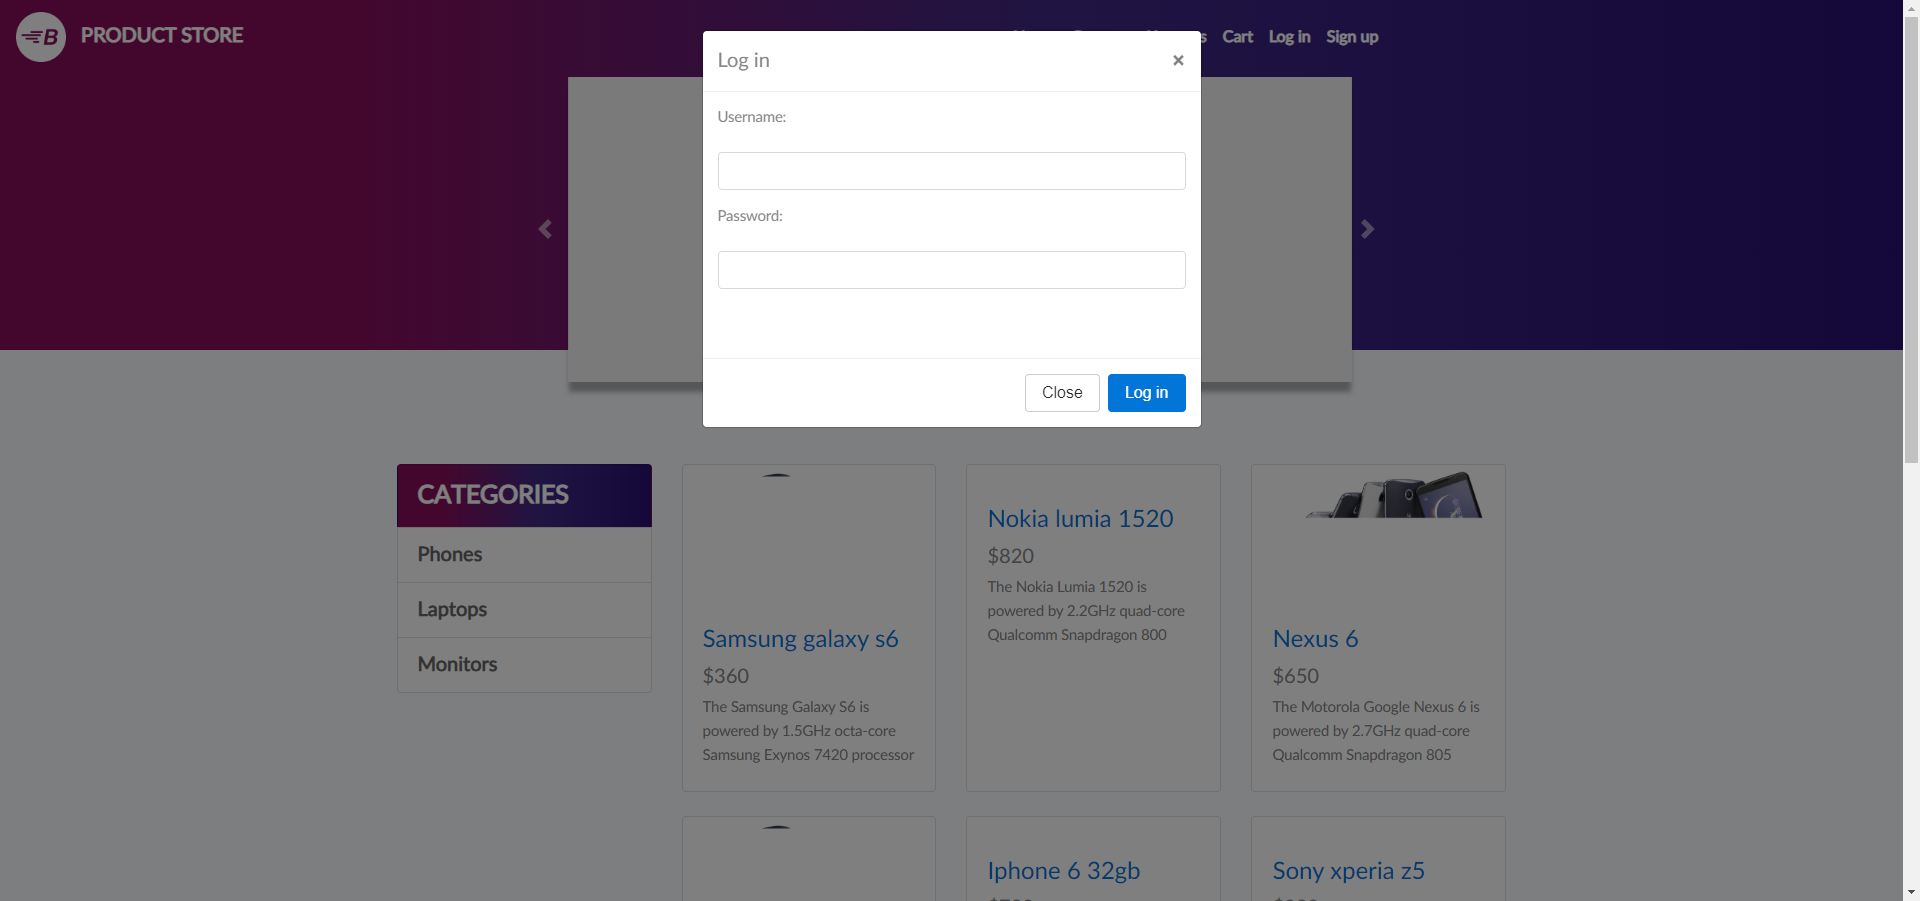 B PRODUCT STORE
Cart Log in Sign up
Log in ×
Username:
Password:
Close Log in
CATEGORIES
Phones
Laptops
Monitors
Samsung galaxy s6
$360
The Samsung Galaxy S6 is
powered by 1.5GHz octa-core
Samsung Exynos 7420 processor
Nokia lumia 1520
$820
The Nokia Lumia 1520 is
powered by 2.2GHz quad-core
Qualcomm Snapdragon 800
Nexus 6
$650
The Motorola Google Nexus 6 is
powered by 2.7GHz quad-core
Qualcomm Snapdragon 805
Iphone 6 32gb
Sony xperia z5